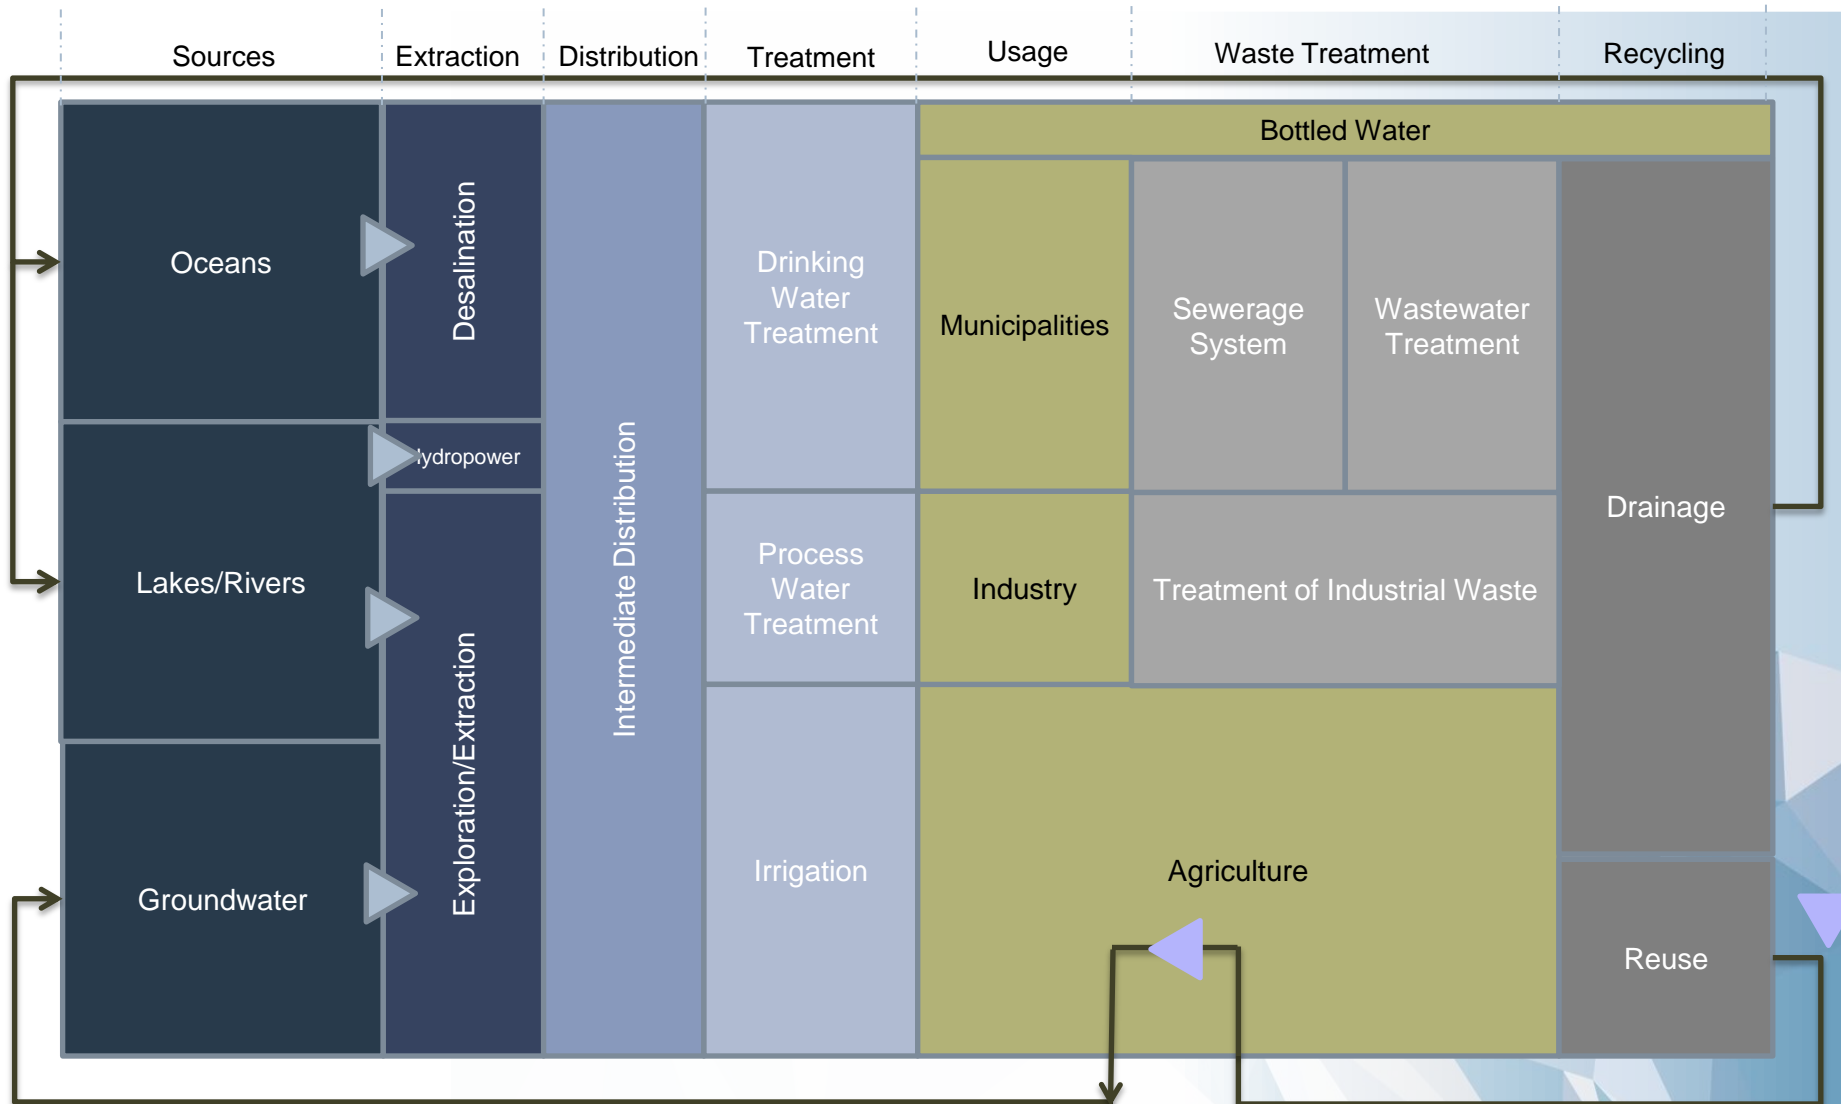 Sources
Extraction
Distribution
Treatment
Usage
Waste Treatment
Recycling
Bottled Water
Oceans
Desalination
Drinking
Water
Treatment
Municipalities
Sewerage
System
Wastewater
Treatment
ydropower
Intermediate Distribution
Drainage
Lakes/Rivers
Process
Water
Treatment
Industry
Treatment of Industrial Waste
Exploration/Extraction
Groundwater
Irrigation
Agriculture
Reuse